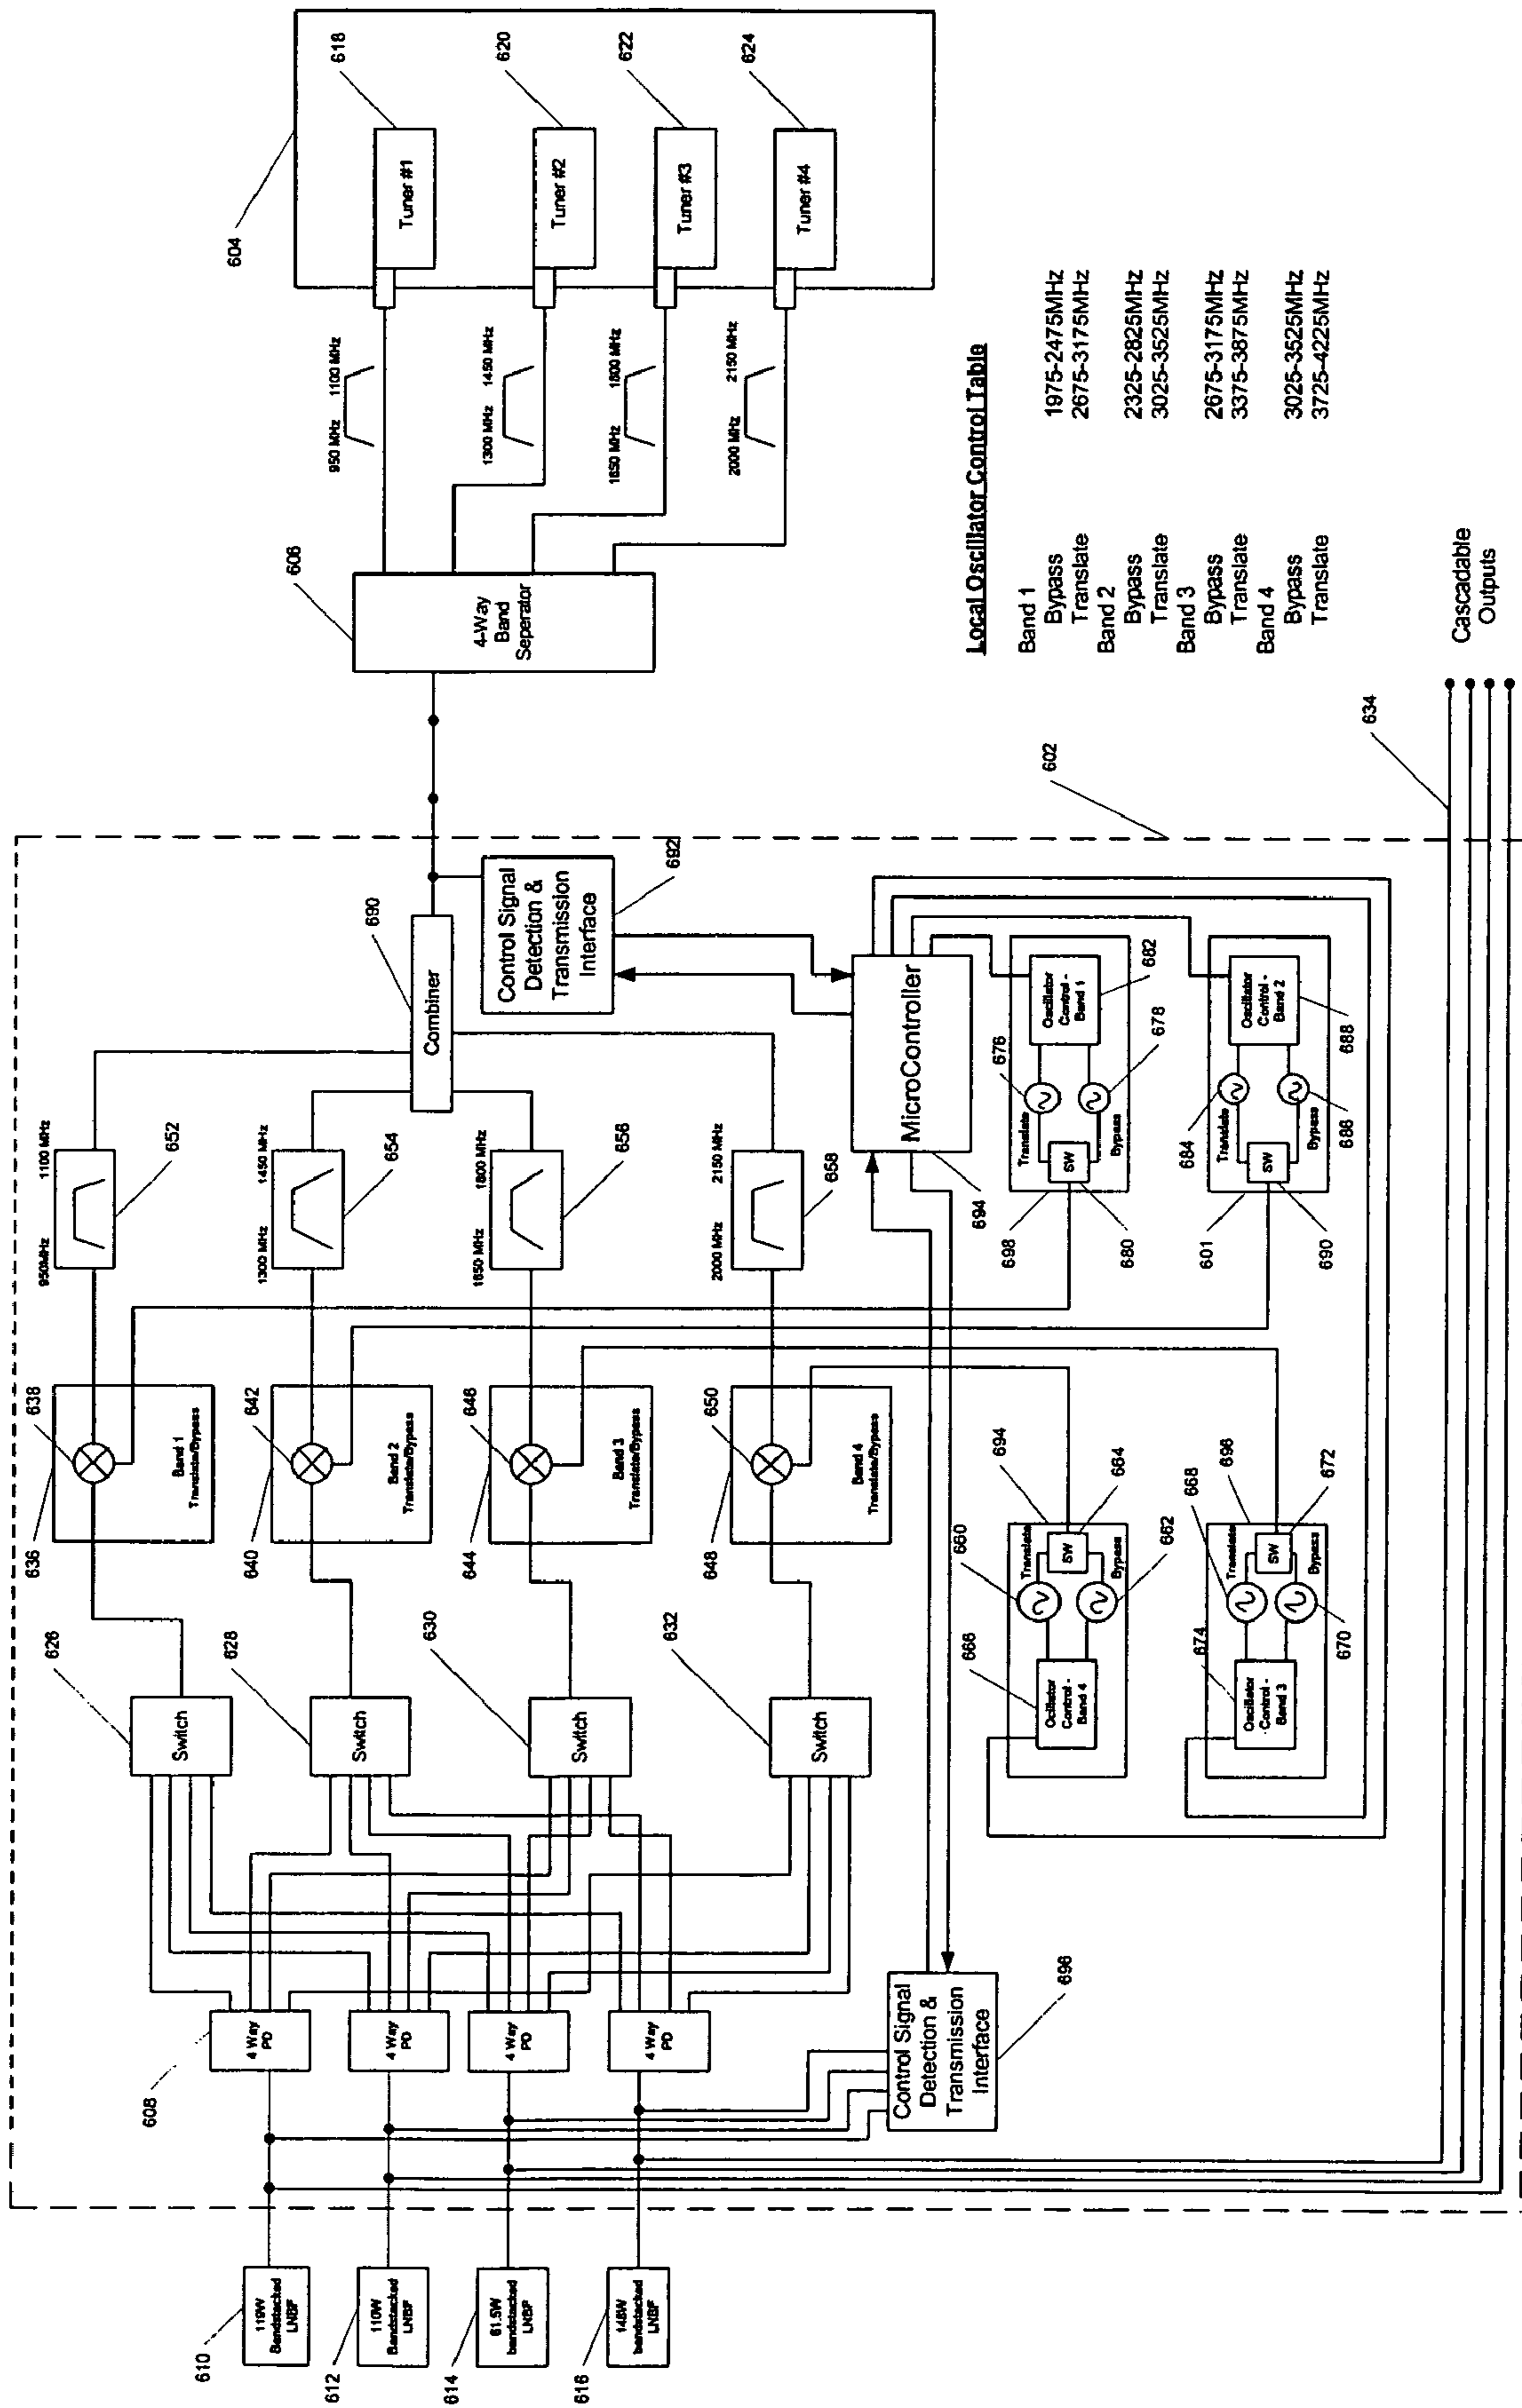 610
119W
Bandstacked
LNBF
612
110W
Bandstacked
LNBF
614
61.5W
bandstacked
LNBF
616
148W
bandstacked
LNBF
608
4 Way
PD
4 Way
PD
4 Way
PD
4 Way
PD
Control Signal
Detection &
Transmission
Interface
696
626
Switch
628
Switch
630
Switch
632
Switch
636
638
Band 1
Translate/Bypass
640
642
Band 2
Translate/Bypass
644
646
Band 3
Translate/Bypass
648
650
Band 4
Translate/Bypass
950MHz
1100 MHz
652
1300 MHz
1450 MHz
654
1650 MHz
1800 MHz
656
2000 MHz
2150 MHz
658
Combiner
690
Control Signal
Detection &
Transmission
Interface
692
MicroController
694
666
Ocillator
Control -
Band 4
660
Translate
662
Bypass
SW
664
694
674
Oscillator
Control -
Band 3
668
Translate
670
Bypass
SW
672
696
698
SW
680
Translate
676
Bypass
678
Oscillator
Control -
Band 1
682
601
SW
690
Translate
684
Bypass
686
Oscillator
Control -
Band 2
688
602
634
Cascadable
Outputs
606
4-Way
Band
Seperator
950 MHz
1100 MHz
1300 MHz
1450 MHz
1650 MHz
1800 MHz
2000 MHz
2150 MHz
604
Tuner #1
618
Tuner #2
620
Tuner #3
622
Tuner #4
624
Local Oscillator Control Table
Band 1
Bypass 1975-2475MHz
Translate 2675-3175MHz
Band 2
Bypass 2325-2825MHz
Translate 3025-3525MHz
Band 3
Bypass 2675-3175MHz
Translate 3375-3875MHz
Band 4
Bypass 3025-3525MHz
Translate 3725-4225MHz